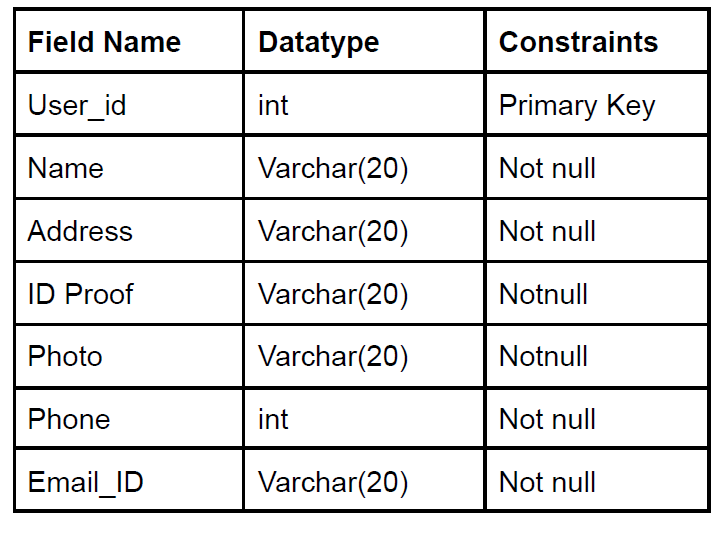 Field Name Datatype Constraints
User_id int Primary Key
Name Varchar(20) Not null
Address Varchar(20) Not null
ID Proof Varchar(20) Notnull
Photo Varchar(20) Notnull
Phone int Not null
Email_ID Varchar(20) Not null